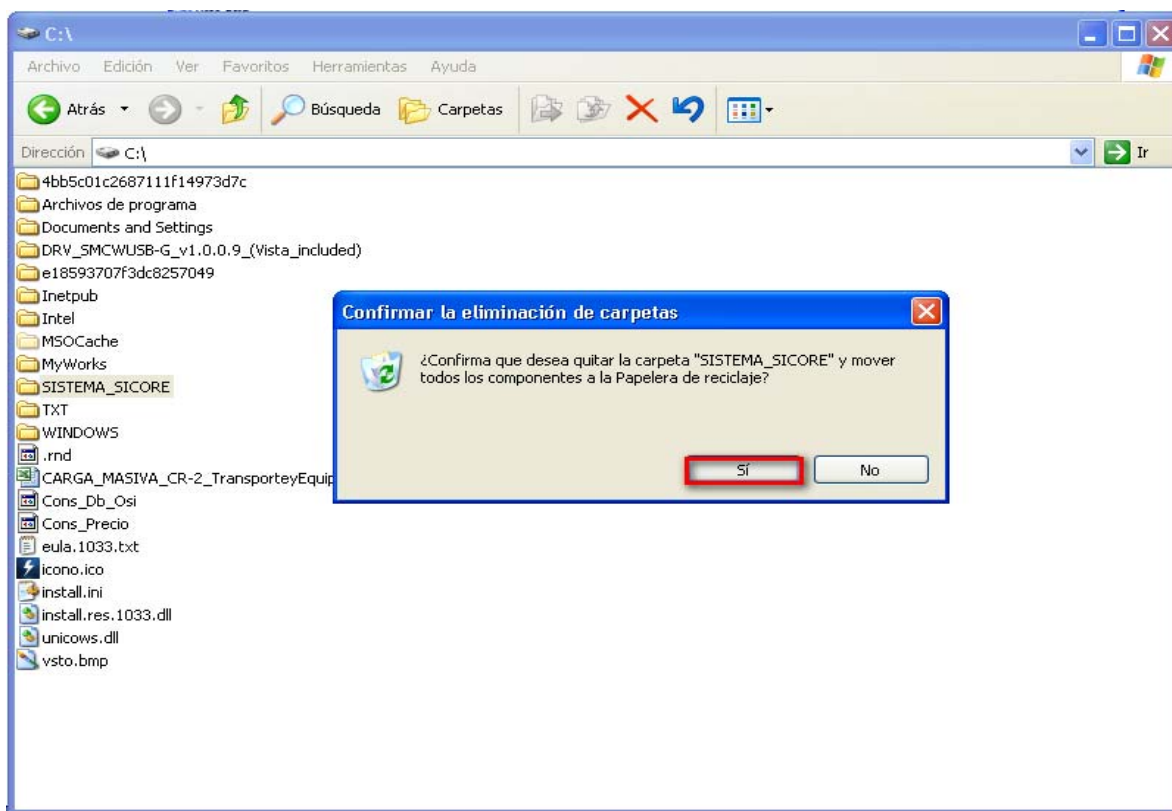 C:\
Archivo Edición Ver Favoritos Herramientas Ayuda
Atrás Búsqueda Carpetas
Dirección C:\ Ir
4bb5c01c2687111f14973d7c
Archivos de programa
Documents and Settings
DRV_SMCWUSB-G_v1.0.0.9_(Vista_included)
e18593707f3dc8257049
Inetpub
Intel
MSOCache
MyWorks
SISTEMA_SICORE
TXT
WINDOWS
.rnd
CARGA_MASIVA_CR-2_TransporteyEquip
Cons_Db_Osi
Cons_Precio
eula.1033.txt
icono.ico
install.ini
install.res.1033.dll
unicows.dll
vsto.bmp
Confirmar la eliminación de carpetas
¿Confirma que desea quitar la carpeta "SISTEMA_SICORE" y mover
todos los componentes a la Papelera de reciclaje?
Sí No